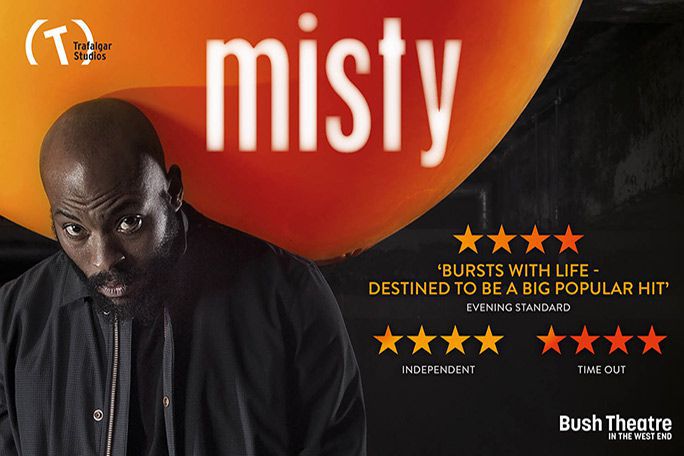 (T) Trafalgar
Studios
misty
‘BURSTS WITH LIFE -
DESTINED TO BE A BIG POPULAR HIT’
EVENING STANDARD
INDEPENDENT
TIME OUT
Bush Theatre
IN THE WEST END